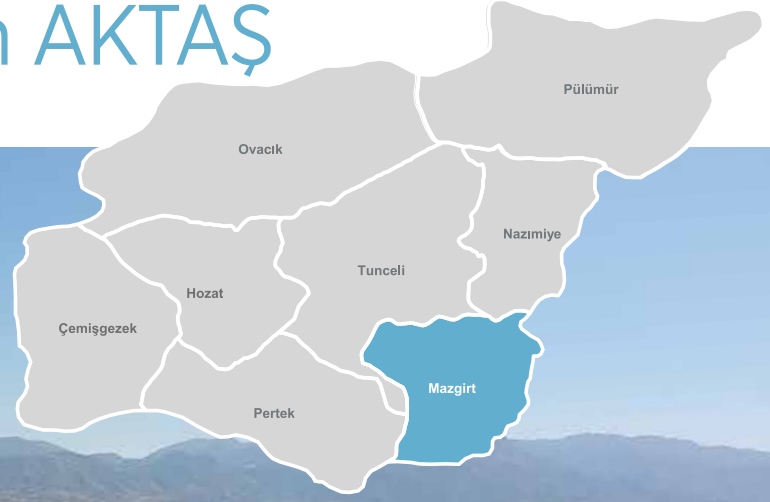 AKTAŞ
Pülümür
Ovacık
Nazımiye
Tunceli
Hozat
Çemişgezek
Mazgirt
Pertek